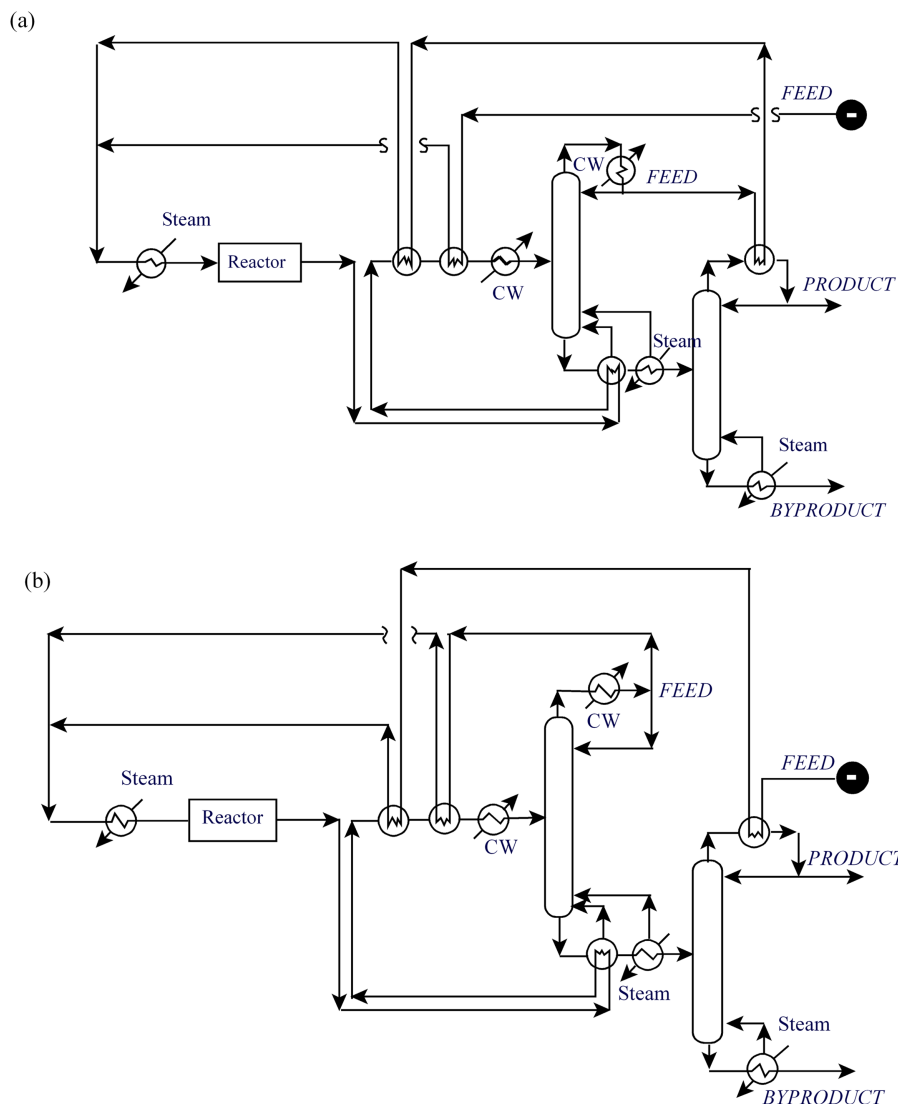 (a)
FEED
CW
FEED
Steam
Reactor
CW
PRODUCT
Steam
Steam
BYPRODUCT
(b)
FEED
CW
FEED
Steam
Reactor
CW
PRODUCT
Steam
Steam
BYPRODUCT